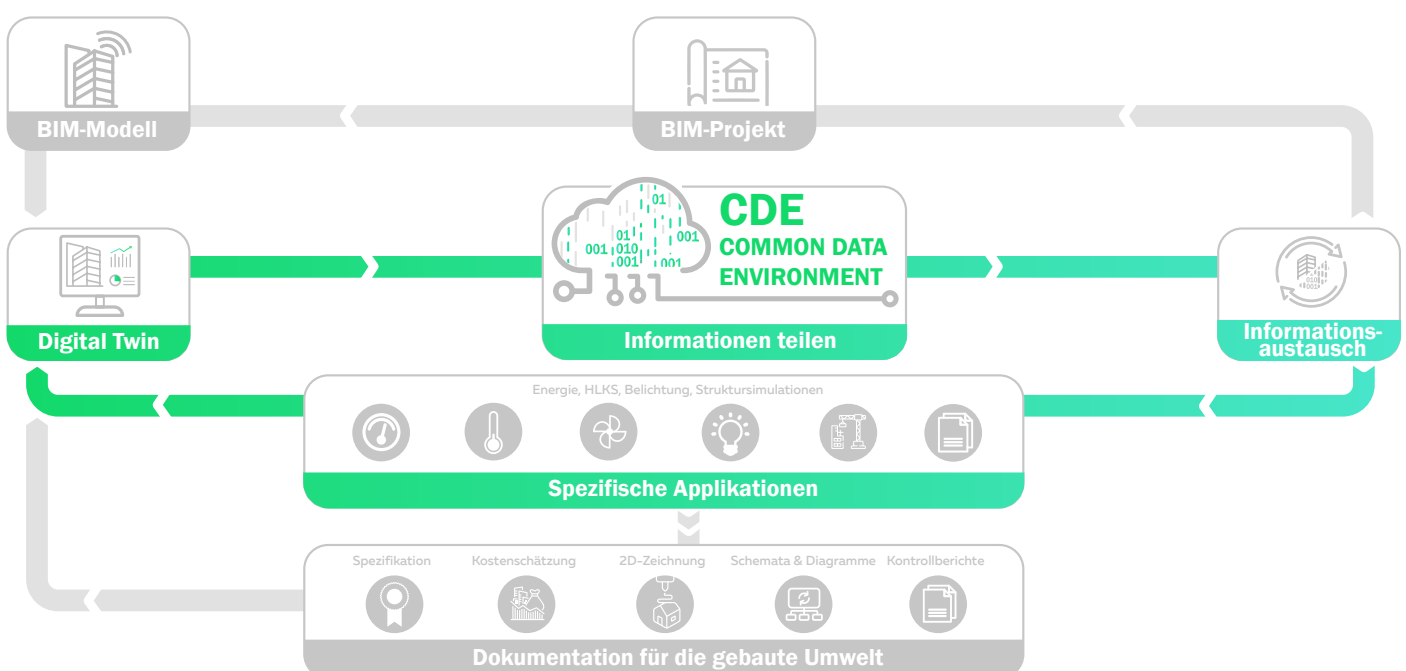 BIM-Modell
BIM-Projekt
01
01
001
010
001
001
001
CDE
COMMON DATA
ENVIRONMENT
Digital Twin
Informationen teilen
010
001
Informations-
austausch
Energie, HLKS, Belichtung, Struktursimulationen
Spezifische Applikationen
Spezifikation
Kostenschätzung
2D-Zeichnung
Schemata & Diagramme
Kontrollberichte
Dokumentation für die gebaute Umwelt